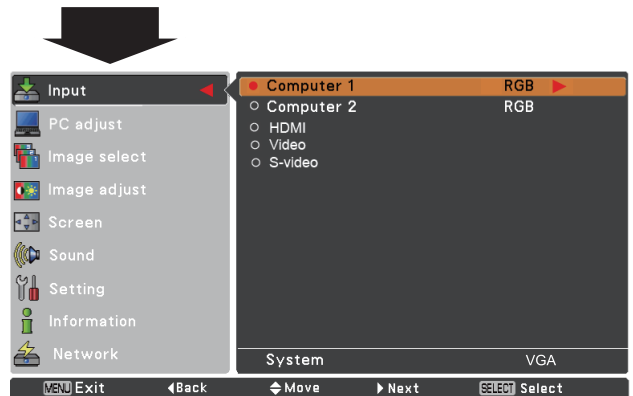 Input
PC adjust
Image select
Image adjust
Screen
Sound
Setting
Information
Network
Computer 1 RGB
Computer 2 RGB
HDMI
Video
S-video
System VGA
MENU Exit Back Move Next SELECT Select